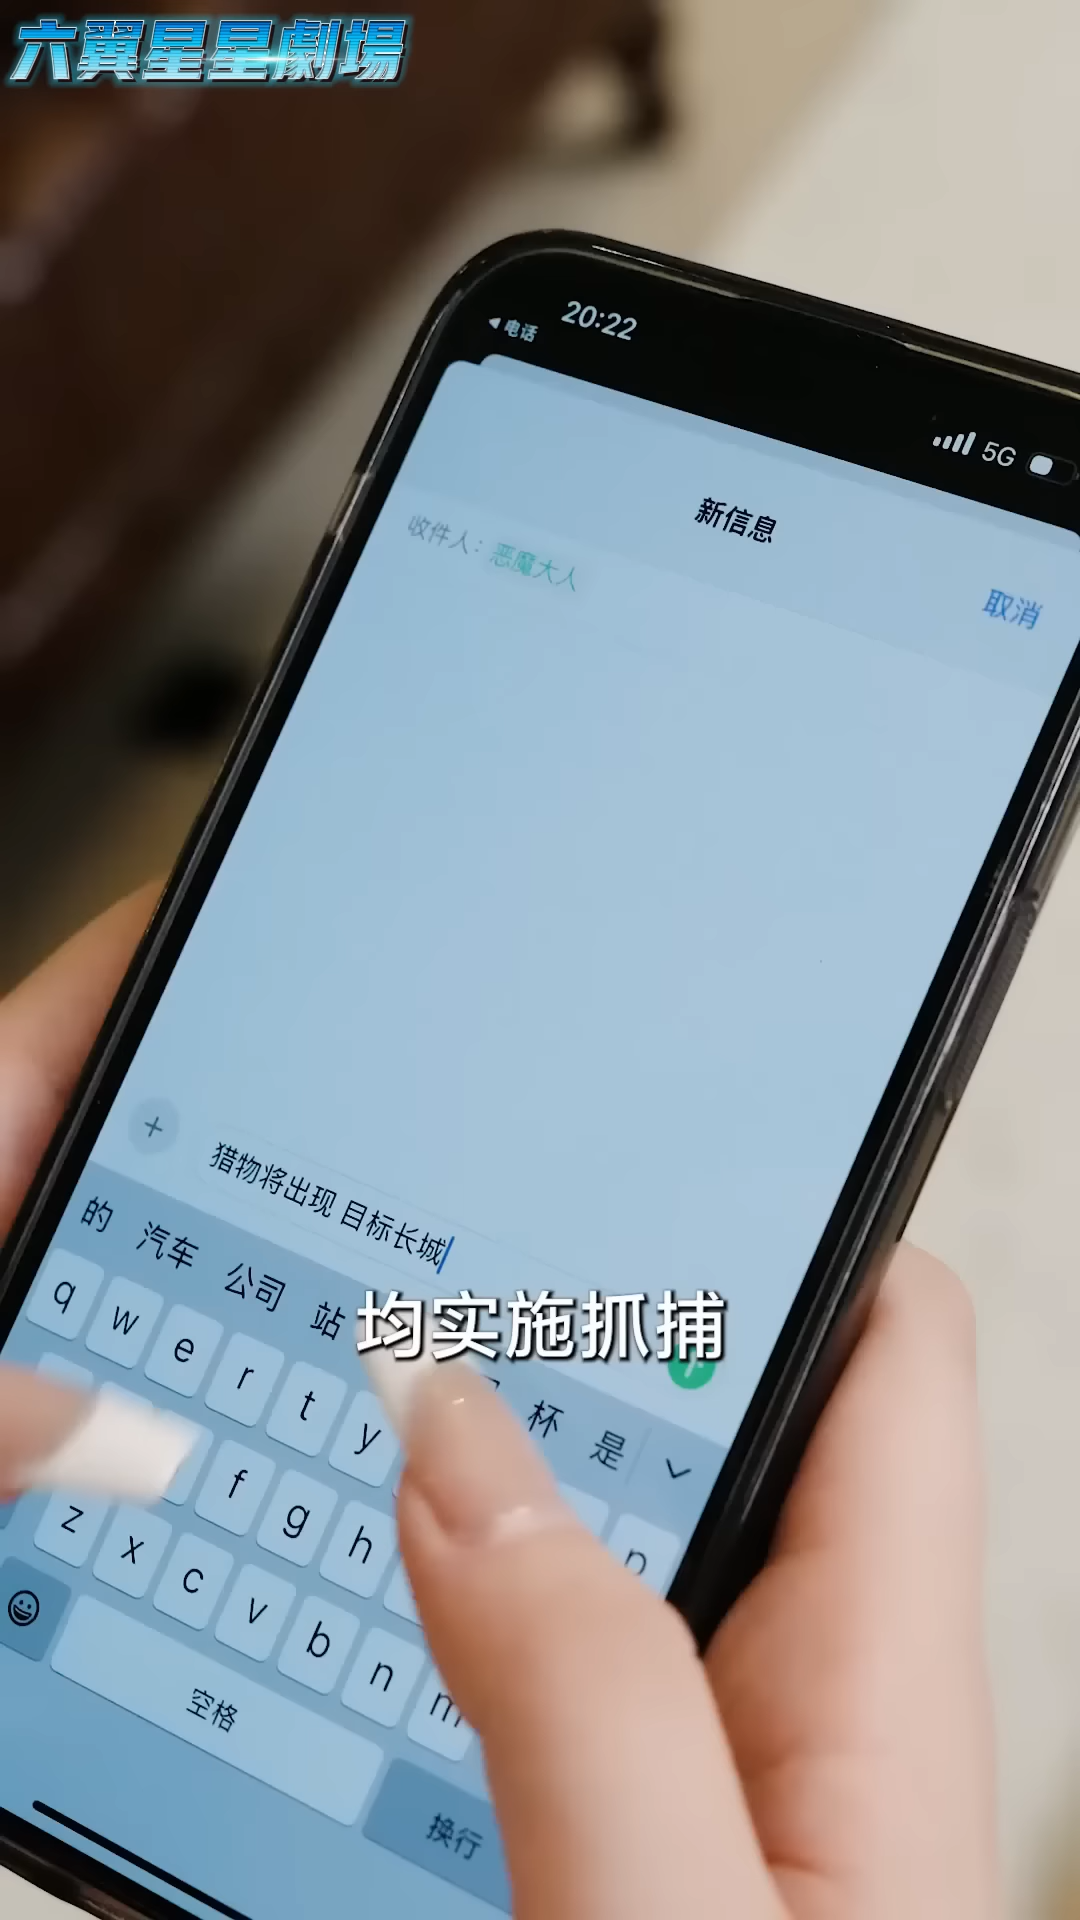 六翼星星劇場
20:22
◀电话
5G
新信息
收件人：恶魔大人
取消
+
猎物将出现 目标长城
的 汽车 公司 站
杯 是
均实施抓捕
q w e r t y
p
f g h
z x c v b n m
空格
换行